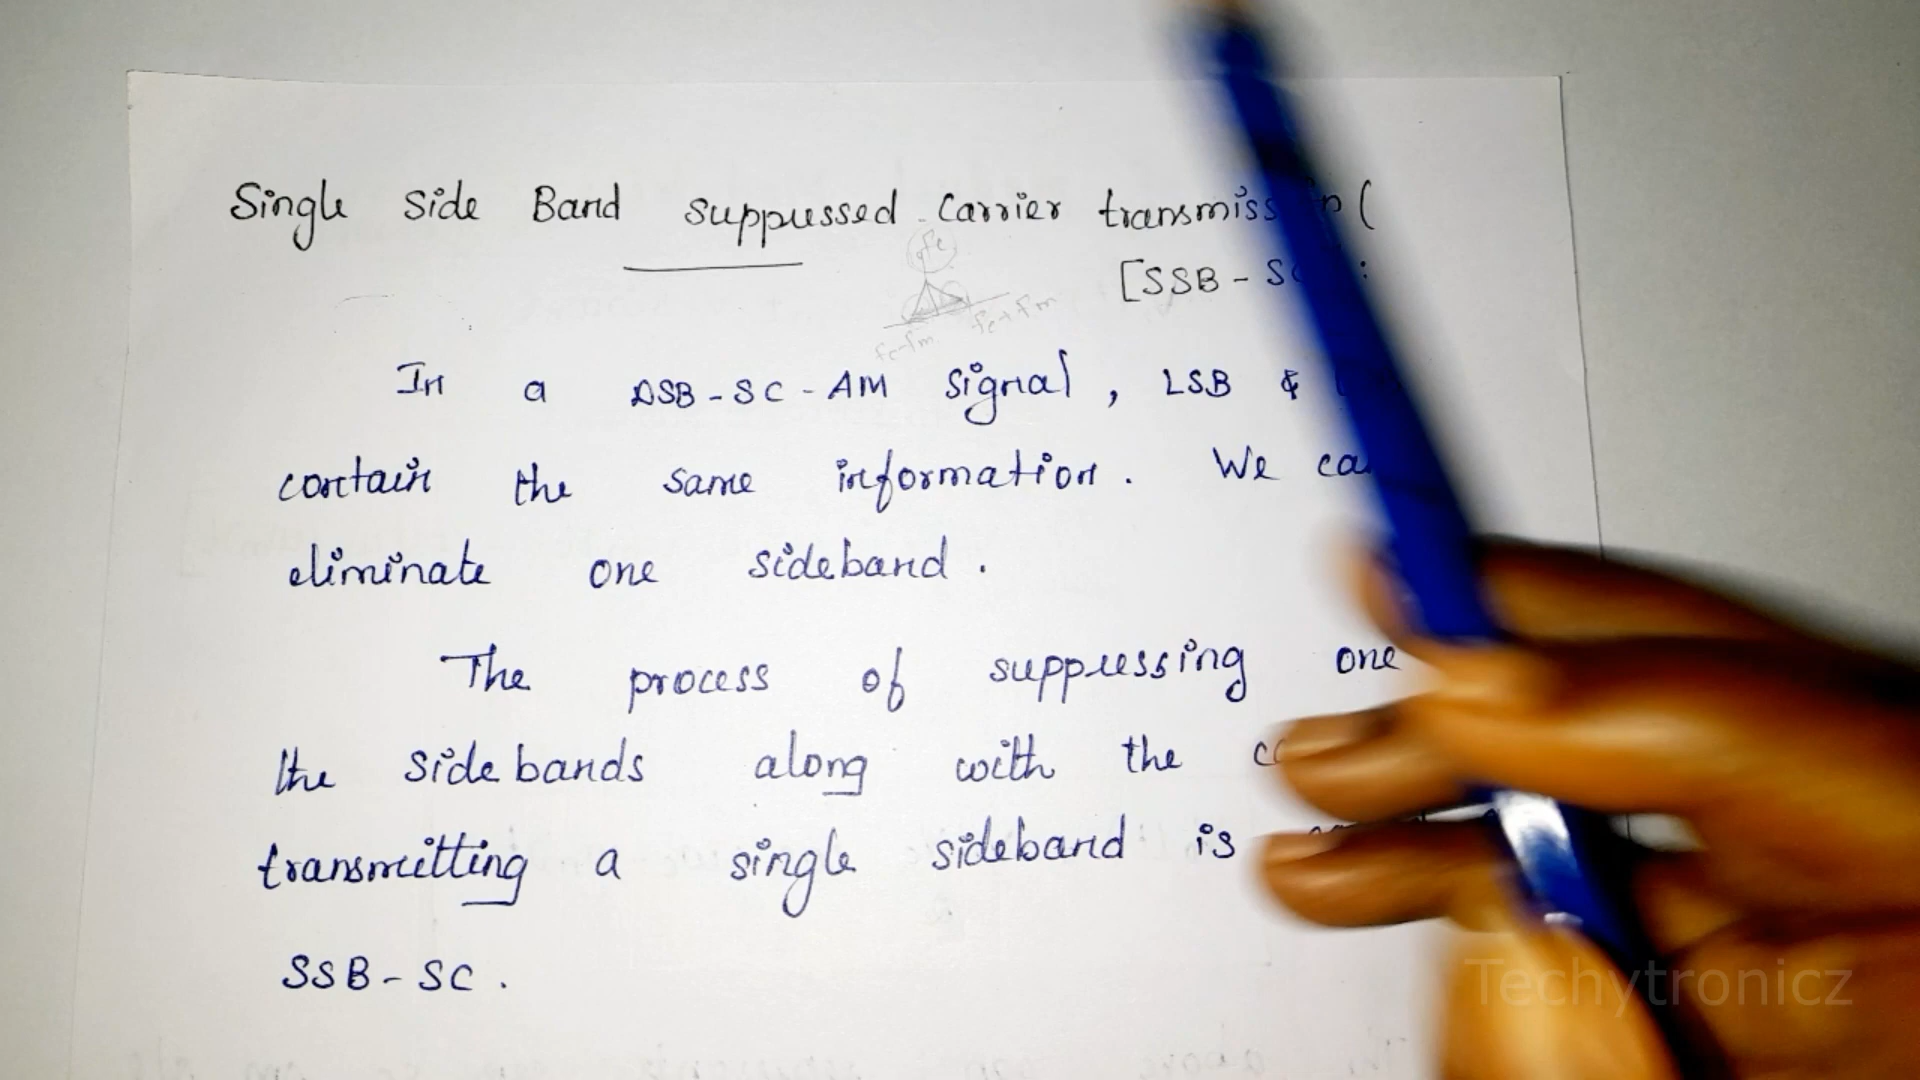 Single Side Band suppressed carrier (
fc
[SSB-
fc-fm fc+fm
In a DSB-SC-AM signal, LSB &
contain the same information. We
eliminate one sideband.
The process of suppressing one
the sidebands along with the
transmitting a single sideband is
SSB-SC.
Techytronicz